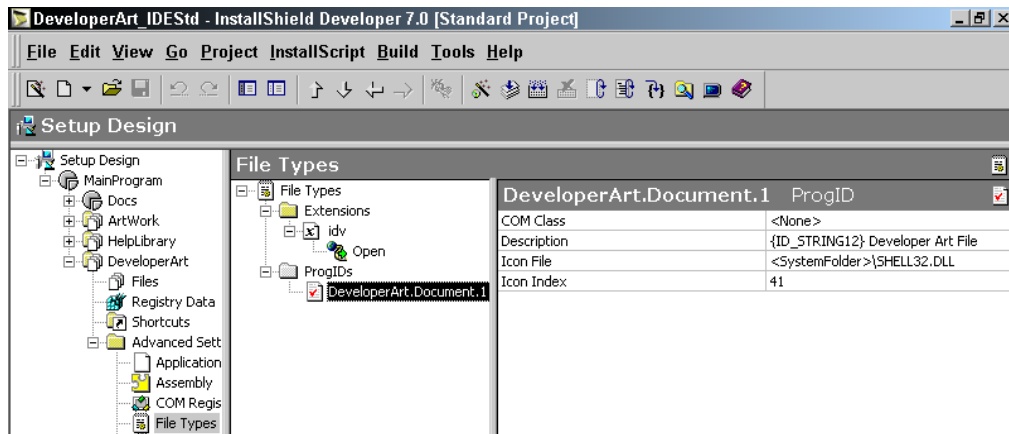 DeveloperArt_IDEStd - InstallShield Developer 7.0 [Standard Project]
File Edit View Go Project InstallScript Build Tools Help
Setup Design
Setup Design
MainProgram
Docs
ArtWork
HelpLibrary
DeveloperArt
Files
Registry Data
Shortcuts
Advanced Sett
Application
Assembly
COM Regis
File Types
File Types
File Types
Extensions
idv
Open
ProgIDs
DeveloperArt.Document.1
DeveloperArt.Document.1 ProgID
COM Class <None>
Description {ID_STRING12} Developer Art File
Icon File <SystemFolder>\SHELL32.DLL
Icon Index 41